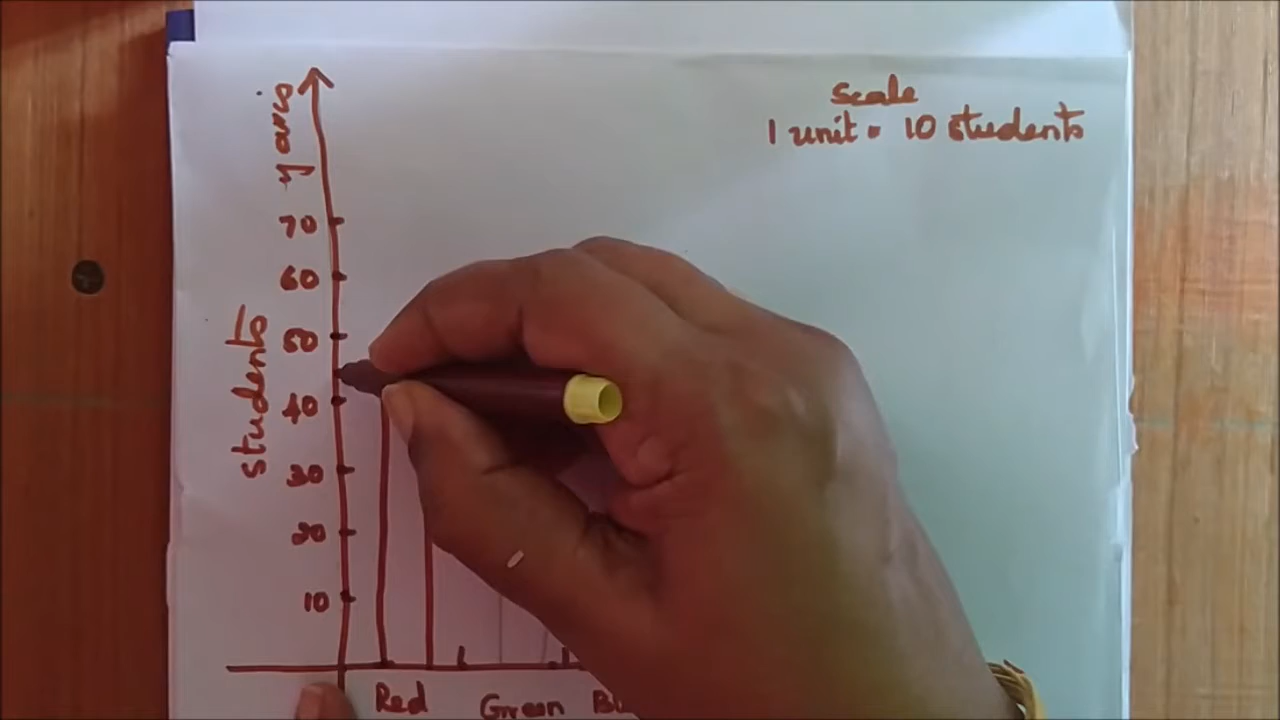 Scale
1 unit = 10 students
y axis
70
60
50
40
30
20
10
students
Red Green